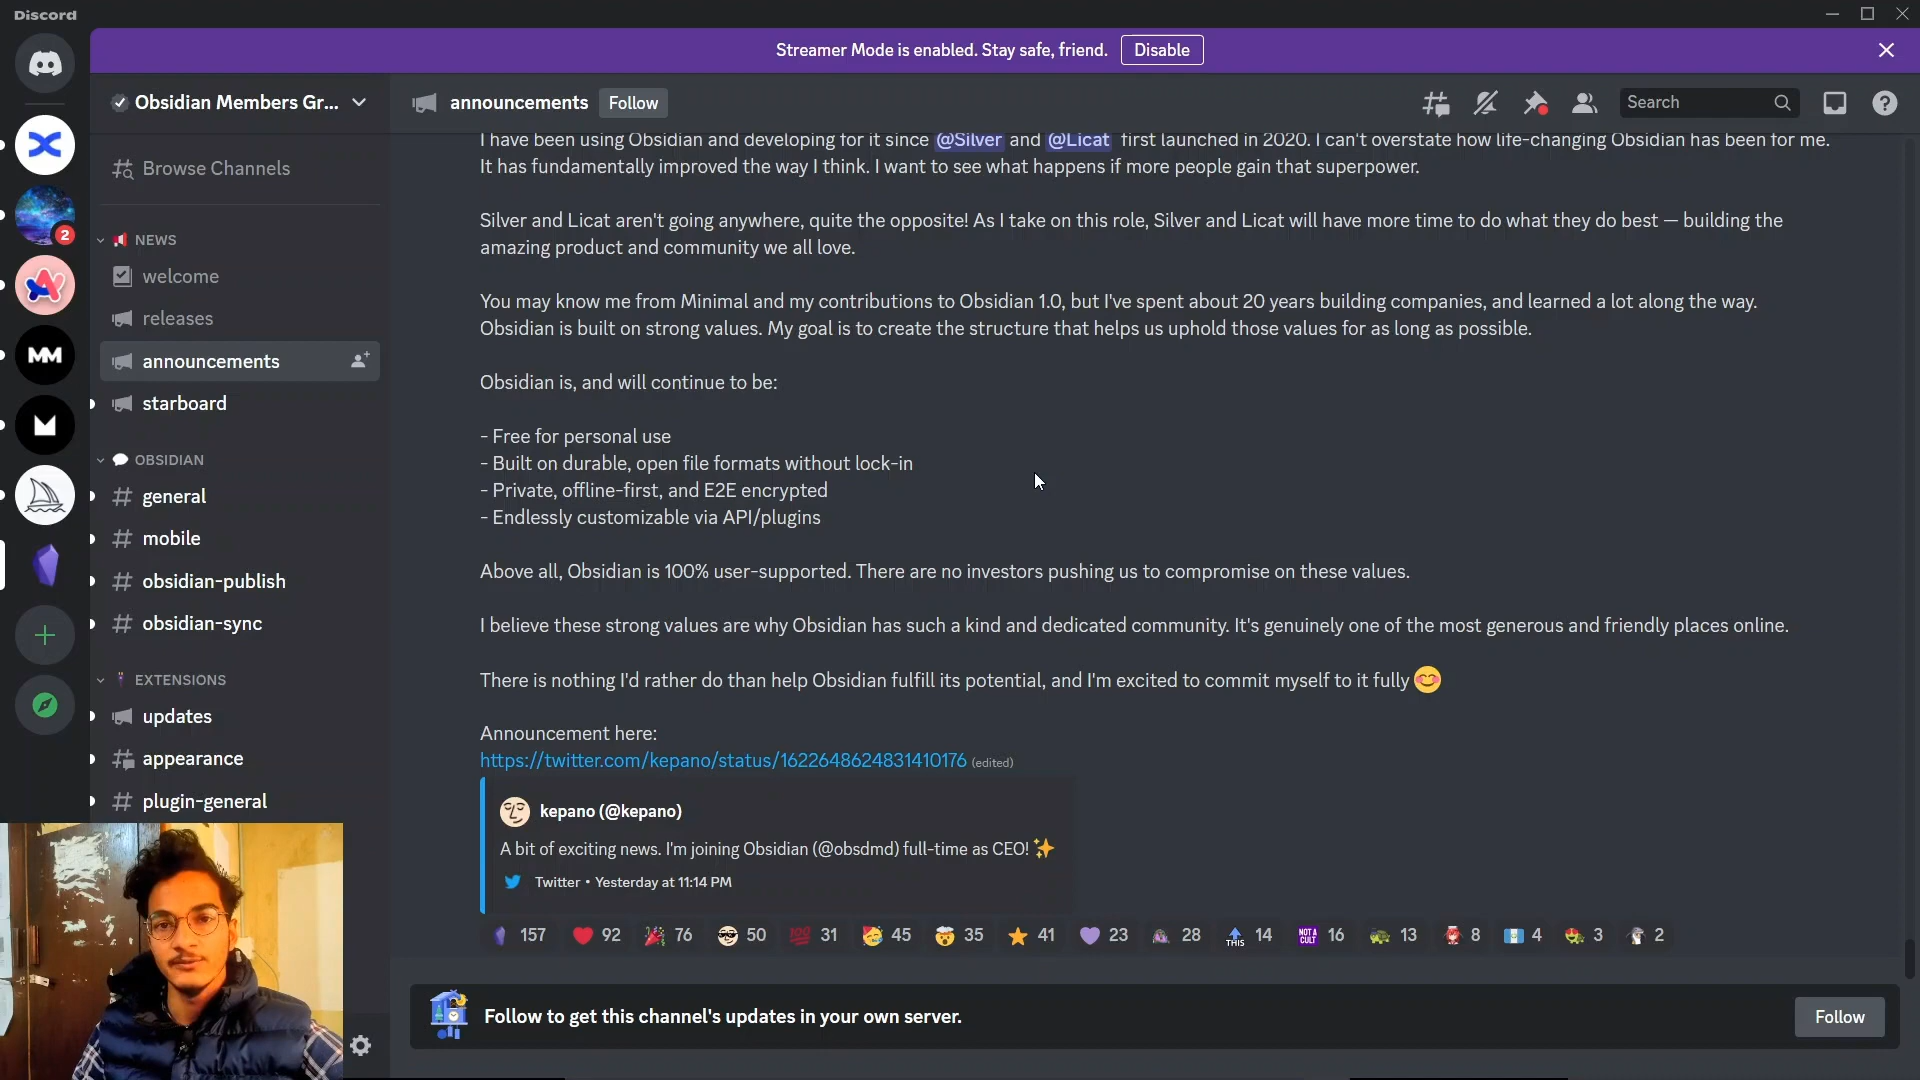 Discord
Streamer Mode is enabled. Stay safe, friend. Disable
Obsidian Members Gr...
announcements Follow
Search
Browse Channels
NEWS
welcome
releases
announcements
starboard
OBSIDIAN
general
mobile
obsidian-publish
obsidian-sync
EXTENSIONS
updates
appearance
plugin-general
2
MM
I have been using Obsidian and developing for it since @Silver and @Licat first launched in 2020. I can't overstate how life-changing Obsidian has been for me.
It has fundamentally improved the way I think. I want to see what happens if more people gain that superpower.
Silver and Licat aren't going anywhere, quite the opposite! As I take on this role, Silver and Licat will have more time to do what they do best — building the
amazing product and community we all love.
You may know me from Minimal and my contributions to Obsidian 1.0, but I've spent about 20 years building companies, and learned a lot along the way.
Obsidian is built on strong values. My goal is to create the structure that helps us uphold those values for as long as possible.
Obsidian is, and will continue to be:
- Free for personal use
- Built on durable, open file formats without lock-in
- Private, offline-first, and E2E encrypted
- Endlessly customizable via API/plugins
Above all, Obsidian is 100% user-supported. There are no investors pushing us to compromise on these values.
I believe these strong values are why Obsidian has such a kind and dedicated community. It's genuinely one of the most generous and friendly places online.
There is nothing I'd rather do than help Obsidian fulfill its potential, and I'm excited to commit myself to it fully
Announcement here:
https://twitter.com/kepano/status/1622648624831410176 (edited)
kepano (@kepano)
A bit of exciting news. I'm joining Obsidian (@obsdmd) full-time as CEO!
Twitter • Yesterday at 11:14 PM
157 92 76 50 100 31 45 35 41 23 28 THIS 14 NOT A CULT 16 13 8 4 3 2
Follow to get this channel's updates in your own server. Follow